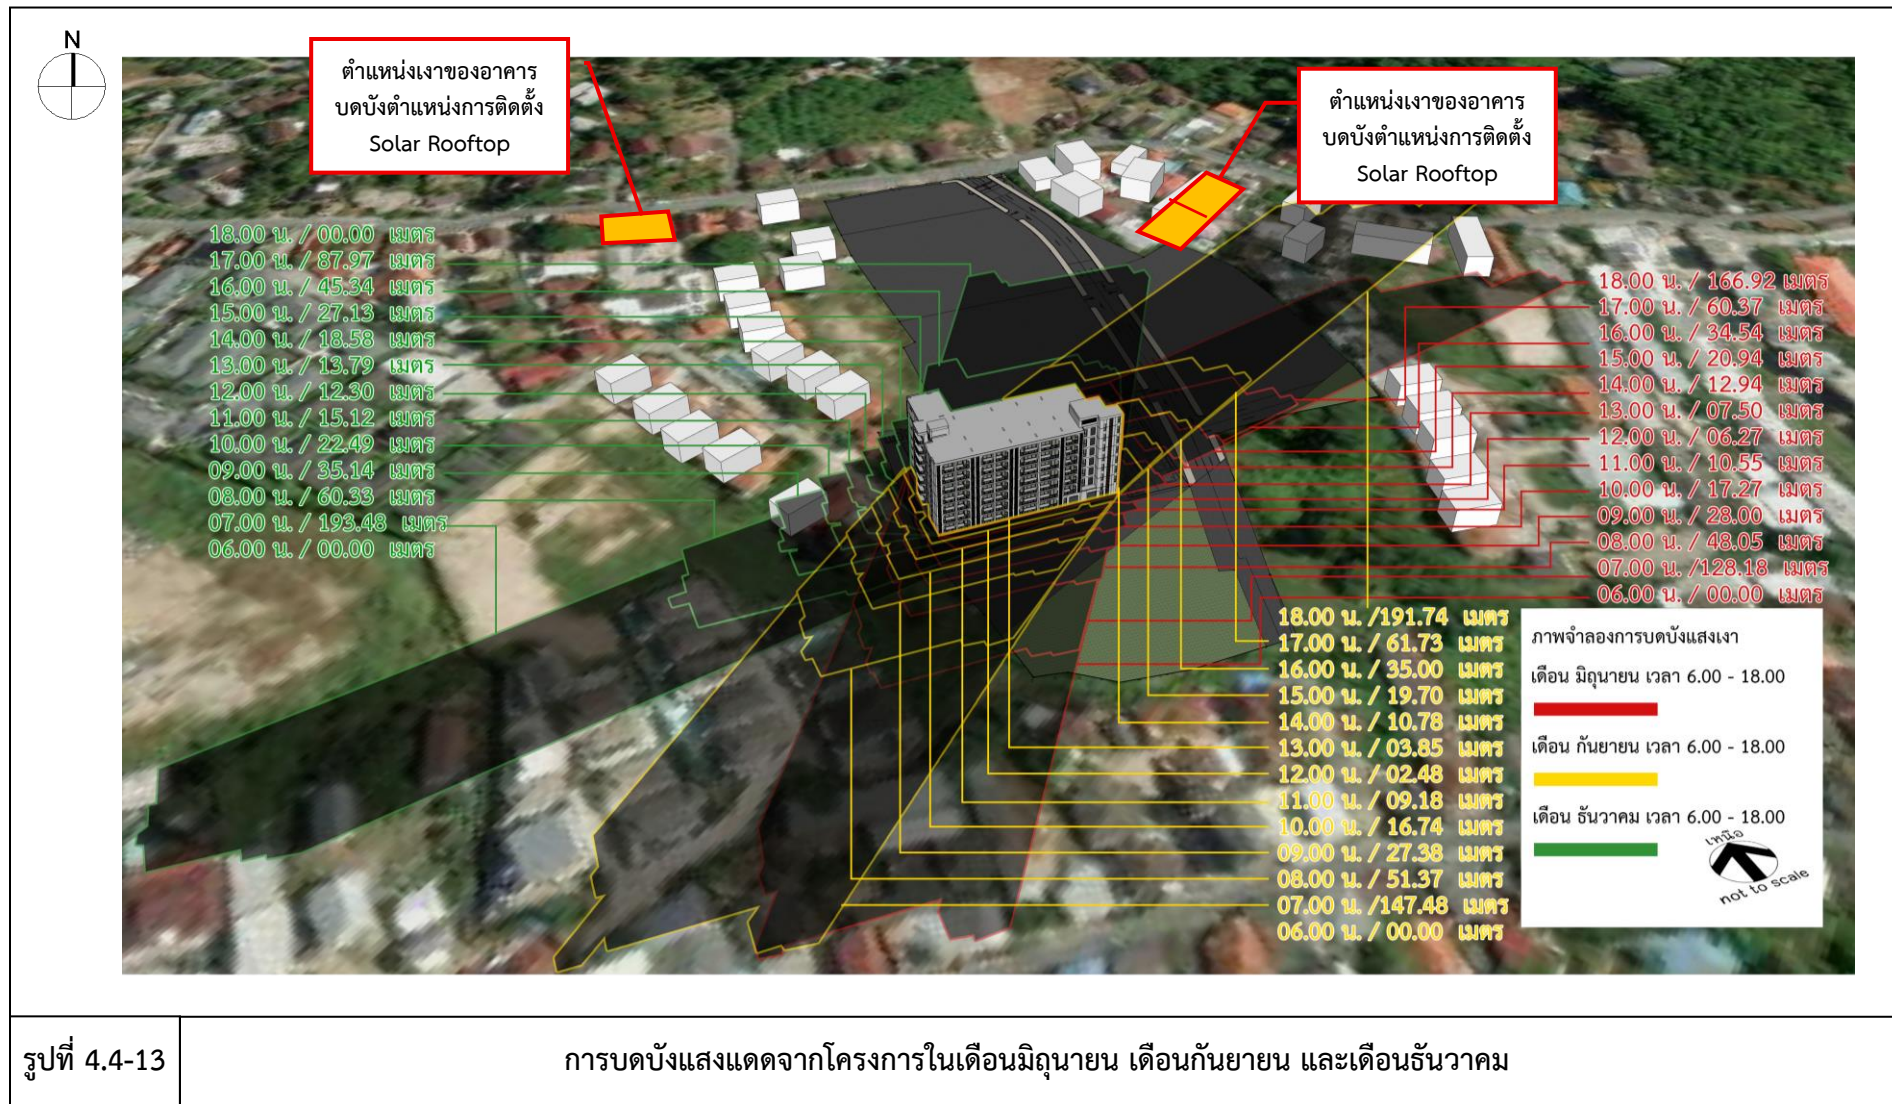 N
ตำแหน่งเงาของอาคาร
บดบังตำแหน่งการติดตั้ง
Solar Rooftop
ตำแหน่งเงาของอาคาร
บดบังตำแหน่งการติดตั้ง
Solar Rooftop
18.00 น. / 00.00 เมตร
17.00 น. / 87.97 เมตร
16.00 น. / 45.34 เมตร
15.00 น. / 27.13 เมตร
14.00 น. / 18.58 เมตร
13.00 น. / 13.79 เมตร
12.00 น. / 12.30 เมตร
11.00 น. / 15.12 เมตร
10.00 น. / 22.49 เมตร
09.00 น. / 35.14 เมตร
08.00 น. / 60.33 เมตร
07.00 น. / 193.48 เมตร
06.00 น. / 00.00 เมตร
18.00 น. / 166.92 เมตร
17.00 น. / 60.37 เมตร
16.00 น. / 34.54 เมตร
15.00 น. / 20.94 เมตร
14.00 น. / 12.94 เมตร
13.00 น. / 07.50 เมตร
12.00 น. / 06.27 เมตร
11.00 น. / 10.55 เมตร
10.00 น. / 17.27 เมตร
09.00 น. / 28.00 เมตร
08.00 น. / 48.05 เมตร
07.00 น. /128.18 เมตร
06.00 น. / 00.00 เมตร
18.00 น. /191.74 เมตร
17.00 น. / 61.73 เมตร
16.00 น. / 35.00 เมตร
15.00 น. / 19.70 เมตร
14.00 น. / 10.78 เมตร
13.00 น. / 03.85 เมตร
12.00 น. / 02.48 เมตร
11.00 น. / 09.18 เมตร
10.00 น. / 16.74 เมตร
09.00 น. / 27.38 เมตร
08.00 น. / 51.37 เมตร
07.00 น. /147.48 เมตร
06.00 น. / 00.00 เมตร
ภาพจำลองการบดบังแสงเงา
เดือน มิถุนายน เวลา 6.00 - 18.00
เดือน กันยายน เวลา 6.00 - 18.00
เดือน ธันวาคม เวลา 6.00 - 18.00
เหนือ
not to scale
รูปที่ 4.4-13
การบดบังแสงแดดจากโครงการในเดือนมิถุนายน เดือนกันยายน และเดือนธันวาคม